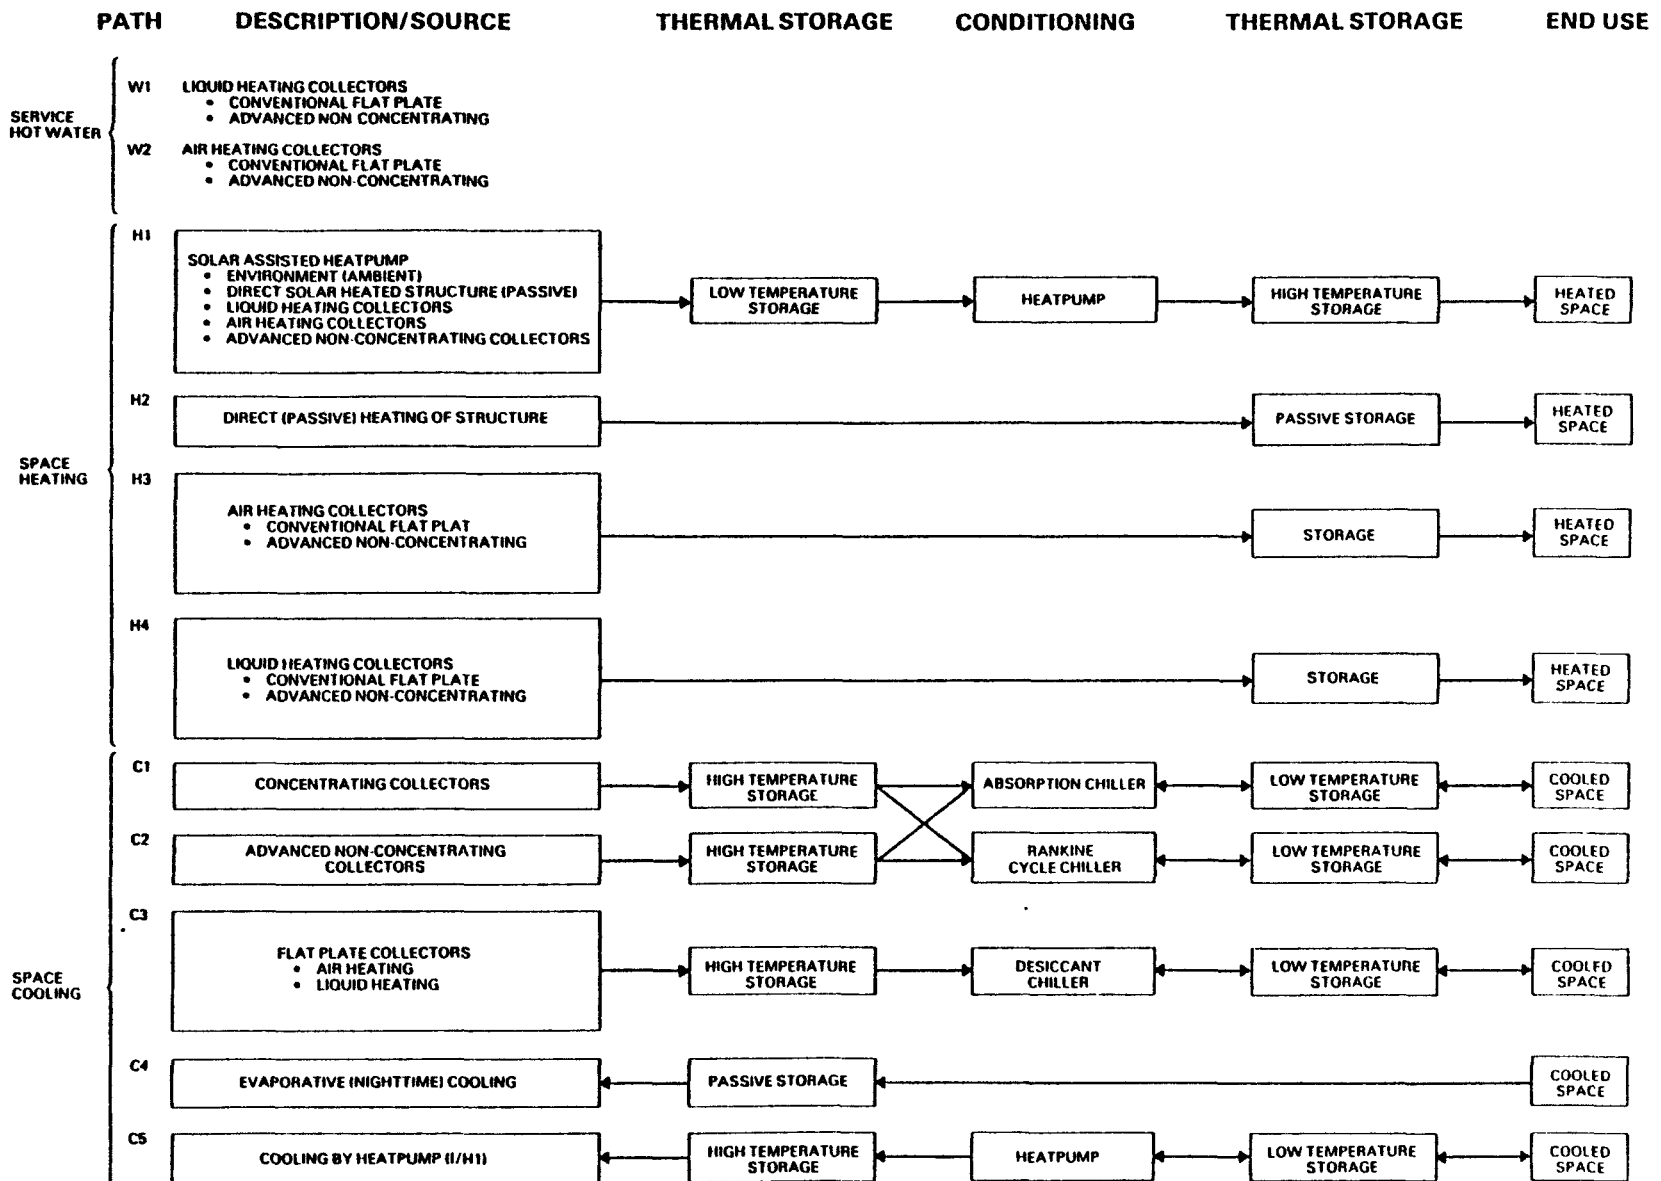 PATH DESCRIPTION/SOURCE THERMAL STORAGE CONDITIONING THERMAL STORAGE END USE
SERVICE
HOT WATER
W1 LIQUID HEATING COLLECTORS
• CONVENTIONAL FLAT PLATE
• ADVANCED NON CONCENTRATING
W2 AIR HEATING COLLECTORS
• CONVENTIONAL FLAT PLATE
• ADVANCED NON-CONCENTRATING
SPACE
HEATING
H1
SOLAR ASSISTED HEATPUMP
• ENVIRONMENT (AMBIENT)
• DIRECT SOLAR HEATED STRUCTURE (PASSIVE)
• LIQUID HEATING COLLECTORS
• AIR HEATING COLLECTORS
• ADVANCED NON-CONCENTRATING COLLECTORS
LOW TEMPERATURE
STORAGE
HEATPUMP
HIGH TEMPERATURE
STORAGE
HEATED
SPACE
H2
DIRECT (PASSIVE) HEATING OF STRUCTURE
PASSIVE STORAGE
HEATED
SPACE
H3
AIR HEATING COLLECTORS
• CONVENTIONAL FLAT PLAT
• ADVANCED NON-CONCENTRATING
STORAGE
HEATED
SPACE
H4
LIQUID HEATING COLLECTORS
• CONVENTIONAL FLAT PLATE
• ADVANCED NON-CONCENTRATING
STORAGE
HEATED
SPACE
SPACE
COOLING
C1
CONCENTRATING COLLECTORS
HIGH TEMPERATURE
STORAGE
ABSORPTION CHILLER
LOW TEMPERATURE
STORAGE
COOLED
SPACE
C2
ADVANCED NON-CONCENTRATING
COLLECTORS
HIGH TEMPERATURE
STORAGE
RANKINE
CYCLE CHILLER
LOW TEMPERATURE
STORAGE
COOLED
SPACE
C3
FLAT PLATE COLLECTORS
• AIR HEATING
• LIQUID HEATING
HIGH TEMPERATURE
STORAGE
DESICCANT
CHILLER
LOW TEMPERATURE
STORAGE
COOLED
SPACE
C4
EVAPORATIVE (NIGHTTIME) COOLING
PASSIVE STORAGE
COOLED
SPACE
C5
COOLING BY HEATPUMP (I/H1)
HIGH TEMPERATURE
STORAGE
HEATPUMP
LOW TEMPERATURE
STORAGE
COOLED
SPACE